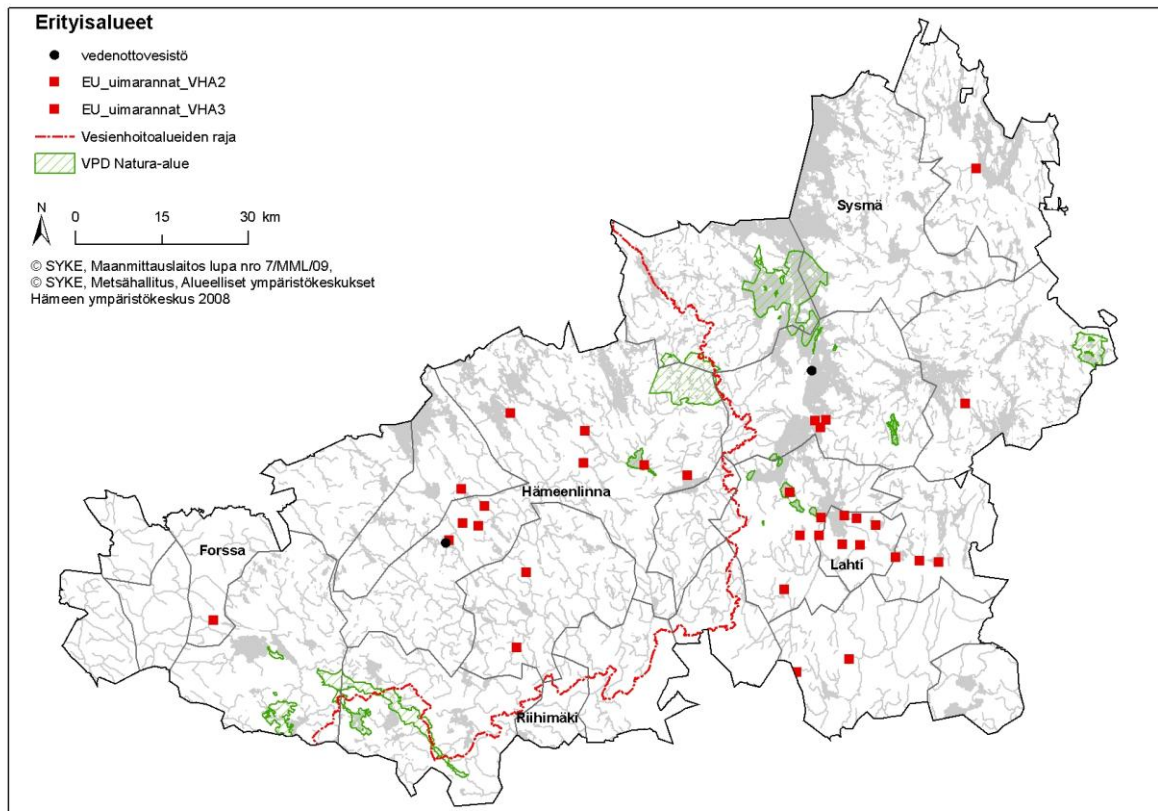 Erityisalueet
vedenottovesistö
EU_uimarannat_VHA2
EU_uimarannat_VHA3
Vesienhoitoalueiden raja
VPD Natura-alue
N
0 15 30 km
© SYKE, Maanmittauslaitos lupa nro 7/MML/09,
© SYKE, Metsähallitus, Alueelliset ympäristökeskukset
Hämeen ympäristökeskus 2008
Sysmä
Hämeenlinna
Forssa
Lahti
Riihimäki